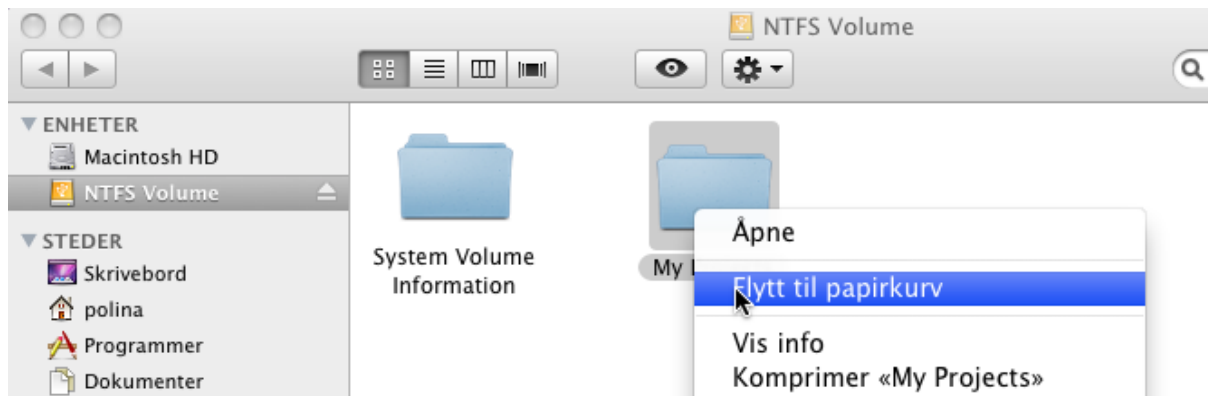 NTFS Volume
ENHETER
Macintosh HD
NTFS Volume
STEDER
Skrivebord
polina
Programmer
Dokumenter
System Volume
Information
My
Åpne
Flytt til papirkurv
Vis info
Komprimer «My Projects»